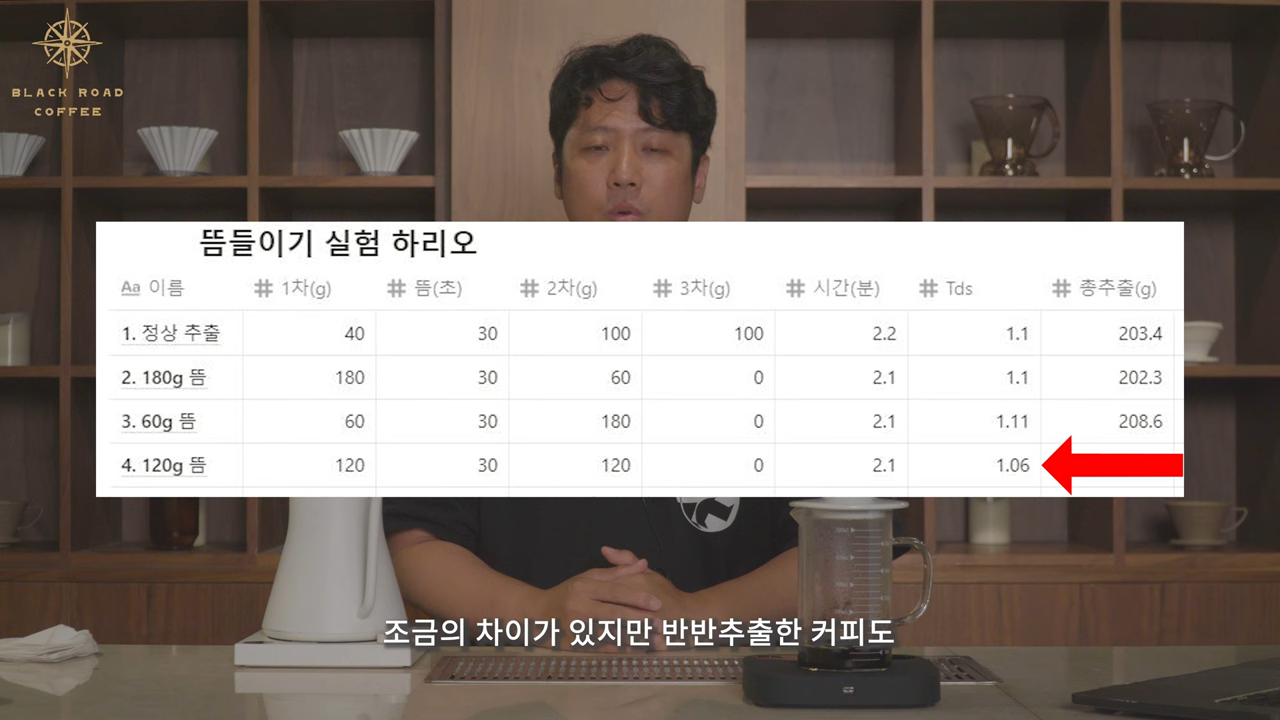 BLACK ROAD
COFFEE
뜸들이기 실험 하리오
Aa 이름 # 1차(g) # 뜸(초) # 2차(g) # 3차(g) # 시간(분) # Tds # 총추출(g)
1. 정상 추출 40 30 100 100 2.2 1.1 203.4
2. 180g 뜸 180 30 60 0 2.1 1.1 202.3
3. 60g 뜸 60 30 180 0 2.1 1.11 208.6
4. 120g 뜸 120 30 120 0 2.1 1.06
조금의 차이가 있지만 반반추출한 커피도